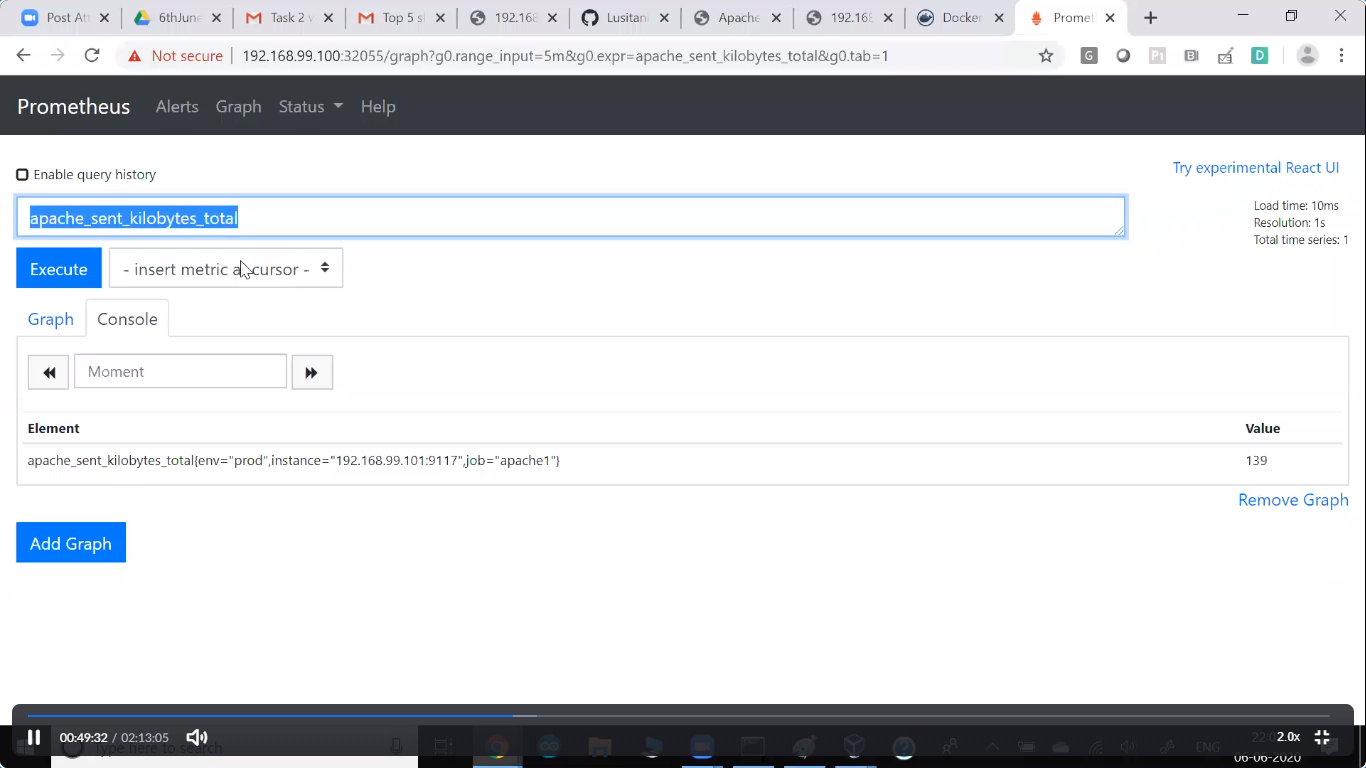 Post At
6thJune
Task 2 v
Top 5 s
192.168
Lusitan
Apache
192.168
Docker
Promet
Not secure
192.168.99.100:32055/graph?g0.range_input=5m&g0.expr=apache_sent_kilobytes_total&g0.tab=1
Prometheus Alerts Graph Status Help
Enable query history
Try experimental React UI
apache_sent_kilobytes_total
Load time: 10ms
Resolution: 1s
Total time series: 1
Execute
- insert metric at cursor -
Graph Console
Moment
Element Value
apache_sent_kilobytes_total{env="prod",instance="192.168.99.101:9117",job="apache1"} 139
Remove Graph
Add Graph
00:49:32 / 02:13:05
Type here to search
ENG
2.0x
06-06-2020